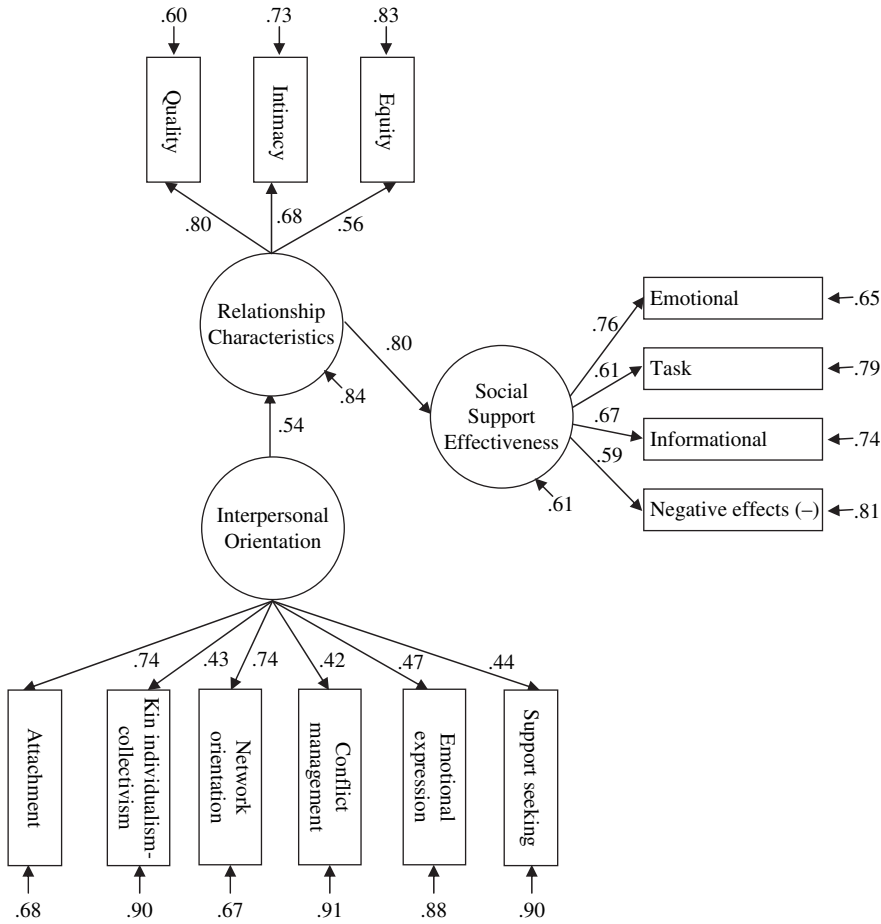 .60
.73
.83
Quality
Intimacy
Equity
.80
.68
.56
Relationship
Characteristics
.84
.80
.54
Social
Support
Effectiveness
.61
.76
.61
.67
.59
Emotional
.65
Task
.79
Informational
.74
Negative effects (–)
.81
Interpersonal
Orientation
.74
.43
.74
.42
.47
.44
Attachment
Kin individualism-
collectivism
Network
orientation
Conflict
management
Emotional
expression
Support seeking
.68
.90
.67
.91
.88
.90